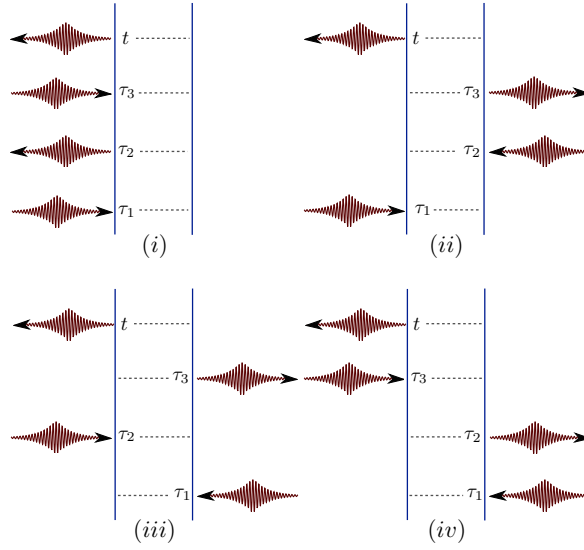 t t
τ₃ τ₃
τ₂ τ₂
τ₁ τ₁
(i) (ii)
t t
τ₃ τ₃
τ₂ τ₂
τ₁ τ₁
(iii) (iv)